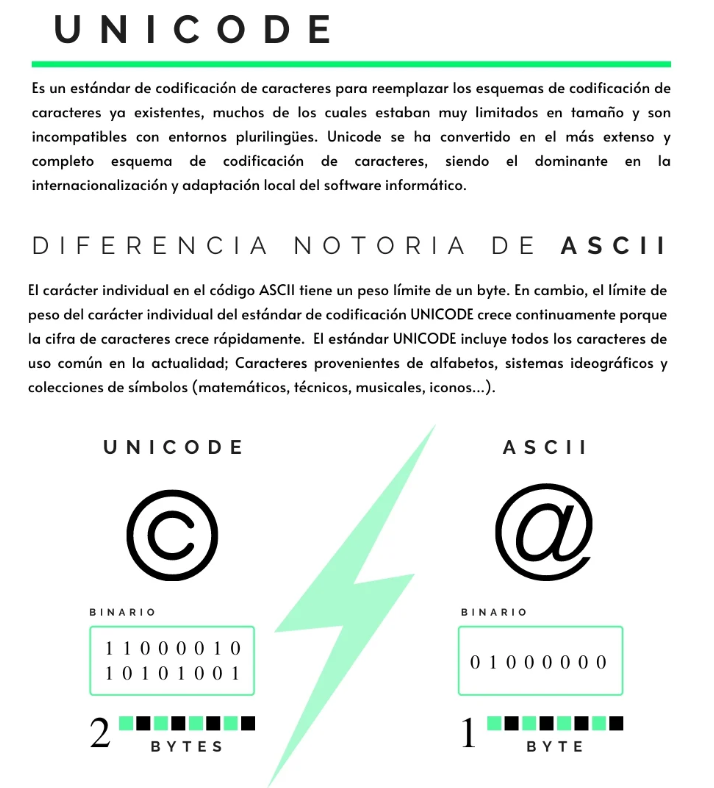 UNICODE
Es un estándar de codificación de caracteres para reemplazar los esquemas de codificación de
caracteres ya existentes, muchos de los cuales estaban muy limitados en tamaño y son
incompatibles con entornos plurilingües. Unicode se ha convertido en el más extenso y
completo esquema de codificación de caracteres, siendo el dominante en la
internacionalización y adaptación local del software informático.
DIFERENCIA NOTORIA DE ASCII
El carácter individual en el código ASCII tiene un peso límite de un byte. En cambio, el límite de
peso del carácter individual del estándar de codificación UNICODE crece continuamente porque
la cifra de caracteres crece rápidamente. El estándar UNICODE incluye todos los caracteres de
uso común en la actualidad; Caracteres provenientes de alfabetos, sistemas ideográficos y
colecciones de símbolos (matemáticos, técnicos, musicales, iconos...).
UNICODE
©
BINARIO
11000010
10101001
2 BYTES
ASCII
@
BINARIO
01000000
1 BYTE